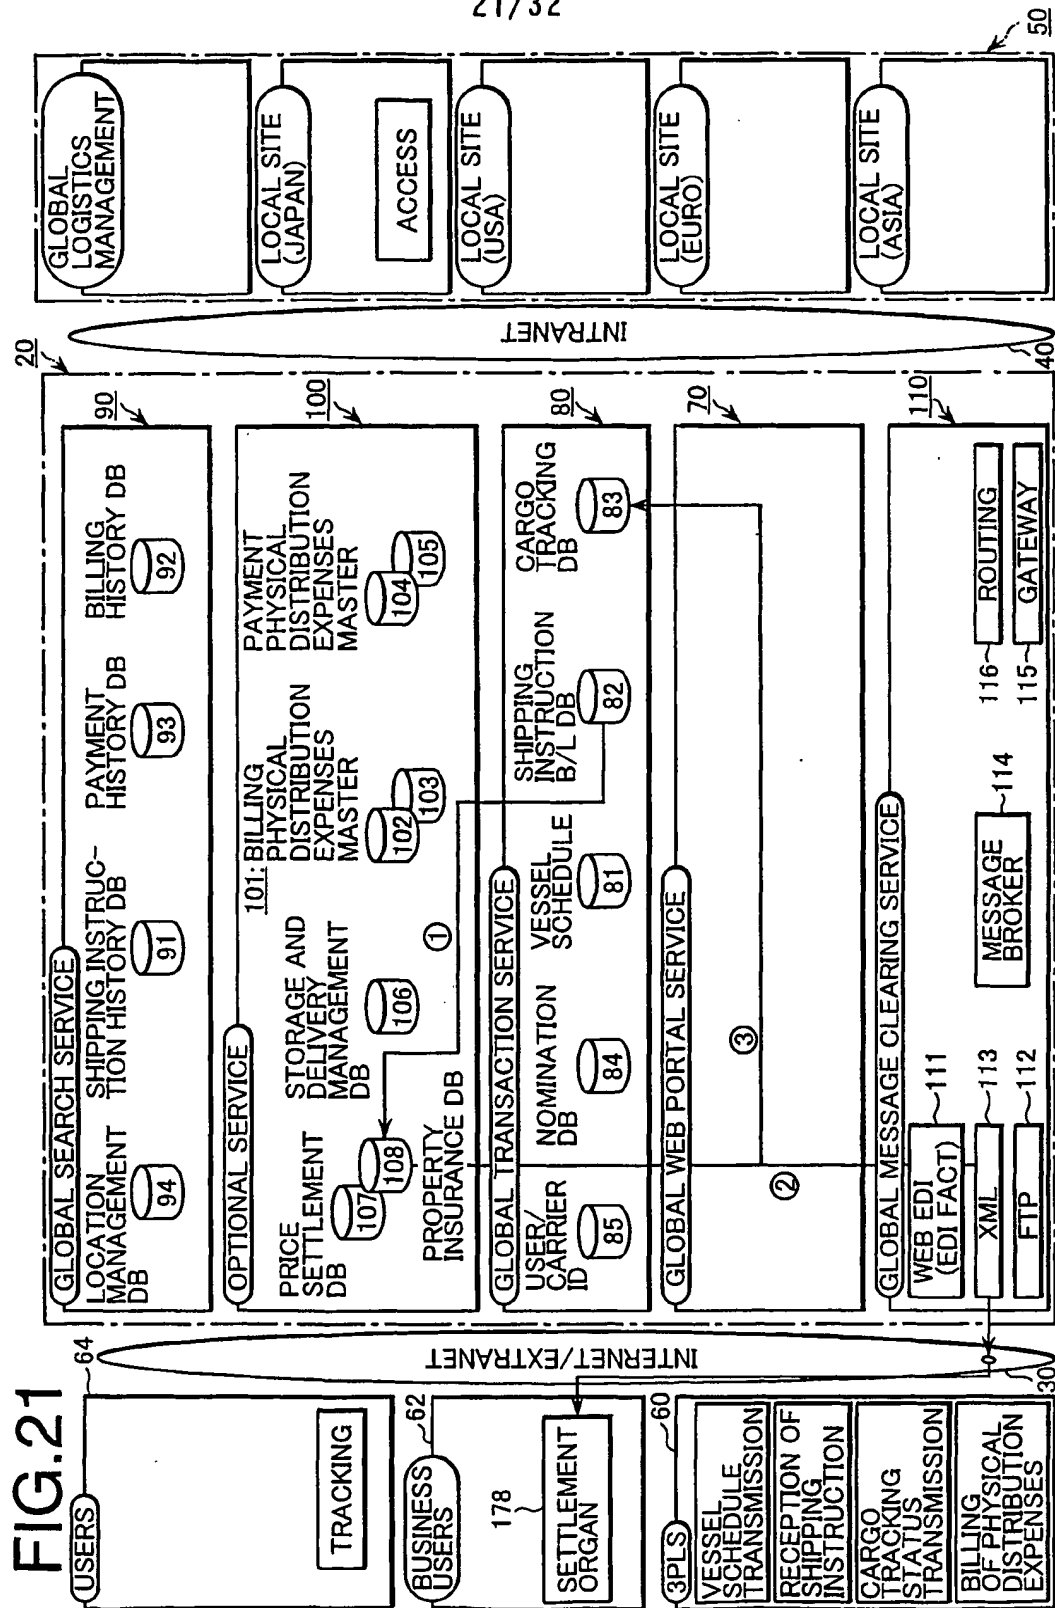 21/32
FIG.21
USERS
64
TRACKING
BUSINESS
USERS
62
178
SETTLEMENT
ORGAN
3PLS
60
VESSEL
SCHEDULE
TRANSMISSION
RECEPTION OF
SHIPPING
INSTRUCTION
CARGO
TRACKING
STATUS
TRANSMISSION
BILLING
OF PHYSICAL
DISTRIBUTION
EXPENSES
INTERNET/EXTRANET
30
20
GLOBAL SEARCH SERVICE
90
LOCATION
MANAGEMENT
DB
94
SHIPPING INSTRUC-
TION HISTORY DB
91
PAYMENT
HISTORY DB
93
BILLING
HISTORY DB
92
OPTIONAL SERVICE
100
PRICE
SETTLEMENT
DB
107
108
PROPERTY
INSURANCE DB
STORAGE AND
DELIVERY
MANAGEMENT
DB
106
101: BILLING
PHYSICAL
DISTRIBUTION
EXPENSES
MASTER
102
103
PAYMENT
PHYSICAL
DISTRIBUTION
EXPENSES
MASTER
104
105
①
GLOBAL TRANSACTION SERVICE
80
USER/
CARRIER
ID
85
NOMINATION
DB
84
VESSEL
SCHEDULE
81
SHIPPING
INSTRUCTION
B/L DB
82
CARGO
TRACKING
DB
83
GLOBAL WEB PORTAL SERVICE
70
②
③
GLOBAL MESSAGE CLEARING SERVICE
110
WEB EDI
(EDI FACT)
111
XML
113
FTP
112
MESSAGE
BROKER
114
116
ROUTING
115
GATEWAY
INTRANET
40
50
GLOBAL
LOGISTICS
MANAGEMENT
LOCAL SITE
(JAPAN)
ACCESS
LOCAL SITE
(USA)
LOCAL SITE
(EURO)
LOCAL SITE
(ASIA)